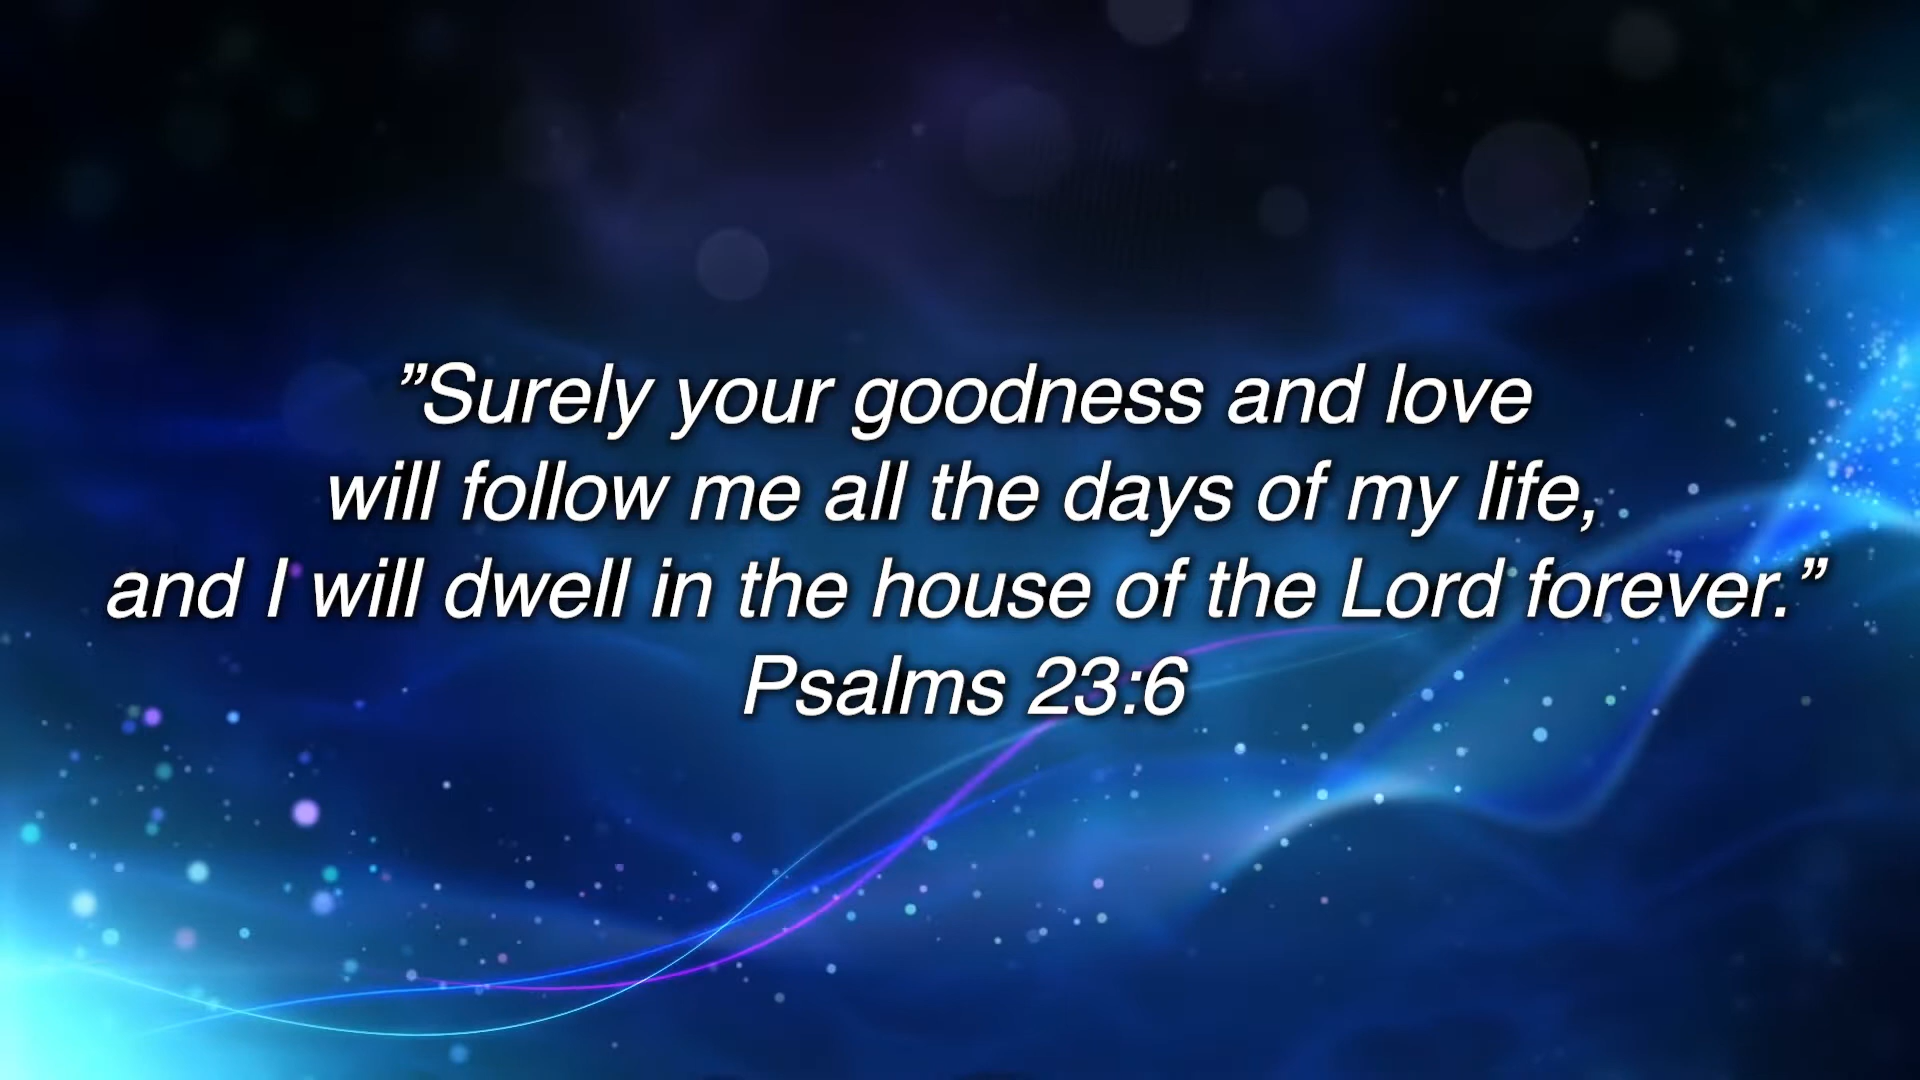 ”Surely your goodness and love
will follow me all the days of my life,
and I will dwell in the house of the Lord forever.”
Psalms 23:6